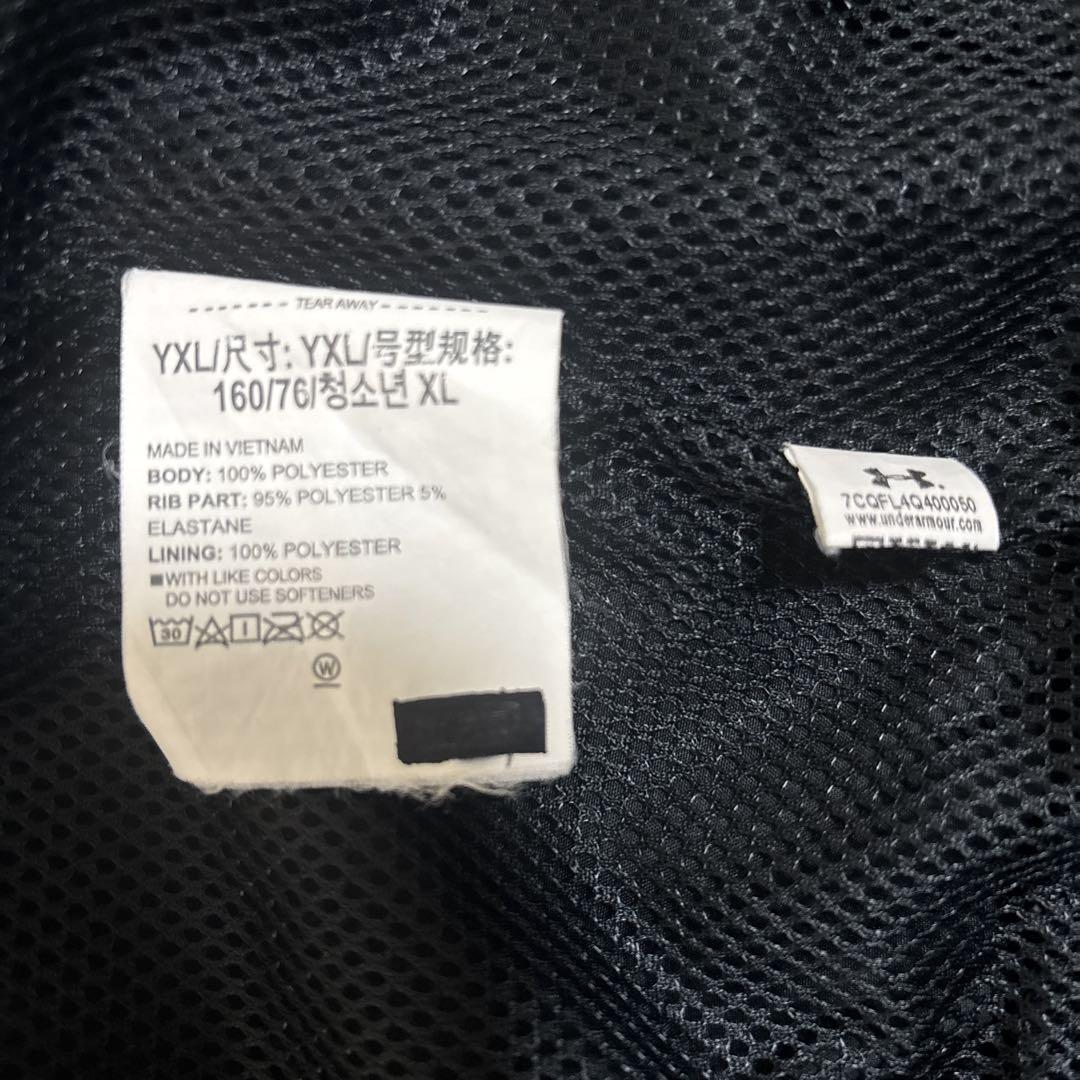 TEAR AWAY
YXL/尺寸: YXL/号型规格:
160/76/청소년 XL
MADE IN VIETNAM
BODY: 100% POLYESTER
RIB PART: 95% POLYESTER 5%
ELASTANE
LINING: 100% POLYESTER
WITH LIKE COLORS
DO NOT USE SOFTENERS
30
W
7CQFL4Q400050
www.underarmour.com